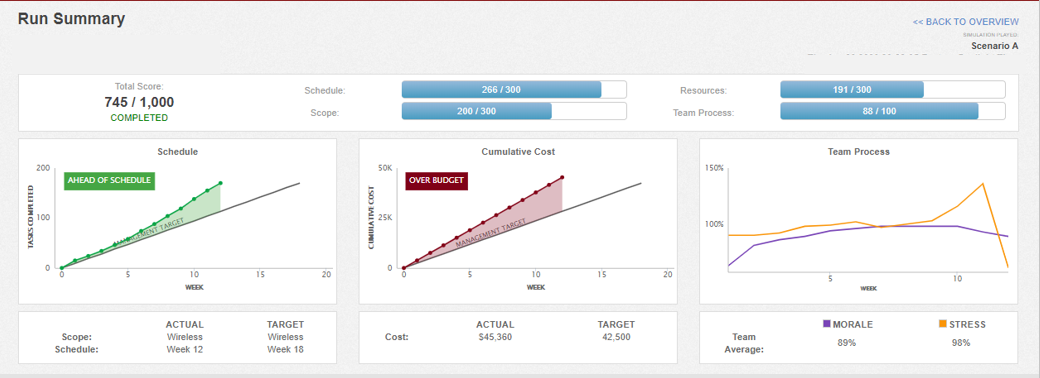 Run Summary
<< BACK TO OVERVIEW
SIMULATION PLAYED:
Scenario A
Total Score:
745 / 1,000
COMPLETED
Schedule:
266 / 300
Scope:
200 / 300
Resources:
191 / 300
Team Process:
88 / 100
Schedule
200
100
0
TASKS COMPLETED
AHEAD OF SCHEDULE
MANAGEMENT TARGET
0 5 10 15 20
WEEK
Cumulative Cost
50K
25K
0
CUMULATIVE COST
OVER BUDGET
MANAGEMENT TARGET
0 5 10 15 20
WEEK
Team Process
150%
100%
5 10
WEEK
ACTUAL TARGET
Scope: Wireless Wireless
Schedule: Week 12 Week 18
ACTUAL TARGET
Cost: $45,360 42,500
MORALE STRESS
Team Average: 89% 98%